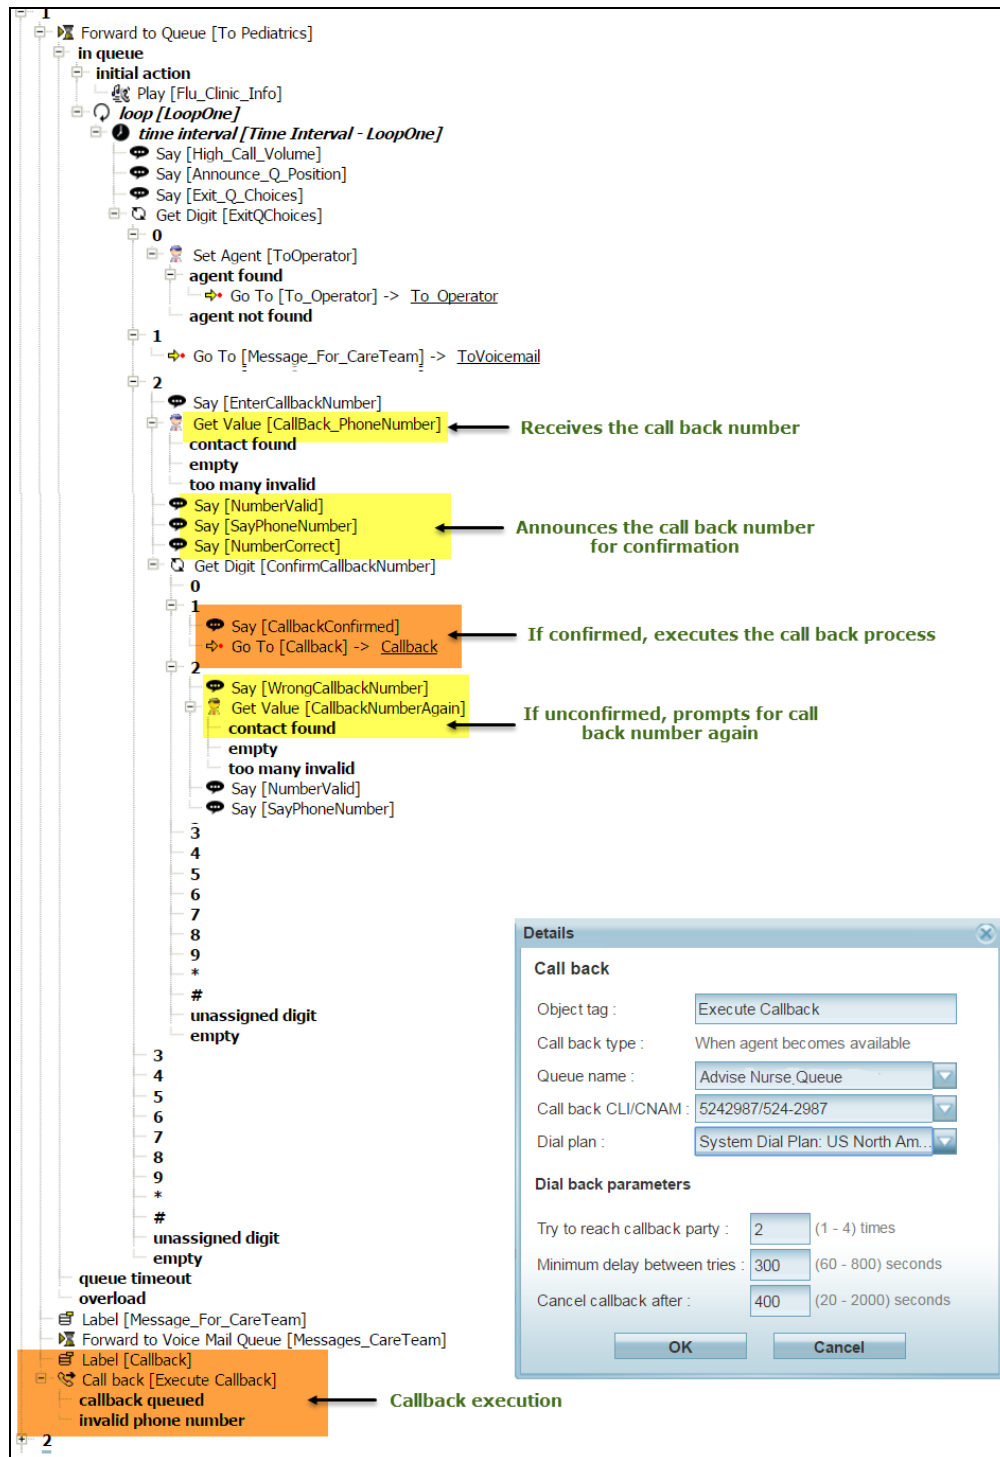 1
Forward to Queue [To Pediatrics]
in queue
initial action
Play [Flu_Clinic_Info]
loop [LoopOne]
time interval [Time Interval - LoopOne]
Say [High_Call_Volume]
Say [Announce_Q_Position]
Say [Exit_Q_Choices]
Get Digit [ExitQChoices]
0
Set Agent [ToOperator]
agent found
Go To [To_Operator] -> To_Operator
agent not found
1
Go To [Message_For_CareTeam] -> ToVoicemail
2
Say [EnterCallbackNumber]
Get Value [CallBack_PhoneNumber]
Receives the call back number
contact found
empty
too many invalid
Say [NumberValid]
Say [SayPhoneNumber]
Say [NumberCorrect]
Announces the call back number
for confirmation
Get Digit [ConfirmCallbackNumber]
0
1
Say [CallbackConfirmed]
Go To [Callback] -> Callback
If confirmed, executes the call back process
2
Say [WrongCallbackNumber]
Get Value [CallbackNumberAgain]
contact found
If unconfirmed, prompts for call
back number again
empty
too many invalid
Say [NumberValid]
Say [SayPhoneNumber]
3
4
5
6
7
8
9
*
#
unassigned digit
empty
3
4
5
6
7
8
9
*
#
unassigned digit
empty
queue timeout
overload
Label [Message_For_CareTeam]
Forward to Voice Mail Queue [Messages_CareTeam]
Label [Callback]
Call back [Execute Callback]
callback queued
Callback execution
invalid phone number
2
Details
Call back
Object tag : Execute Callback
Call back type : When agent becomes available
Queue name : Advise Nurse Queue
Call back CLI/CNAM : 5242987/524-2987
Dial plan : System Dial Plan: US North Am...
Dial back parameters
Try to reach callback party : 2 (1 - 4) times
Minimum delay between tries : 300 (60 - 800) seconds
Cancel callback after : 400 (20 - 2000) seconds
OK Cancel